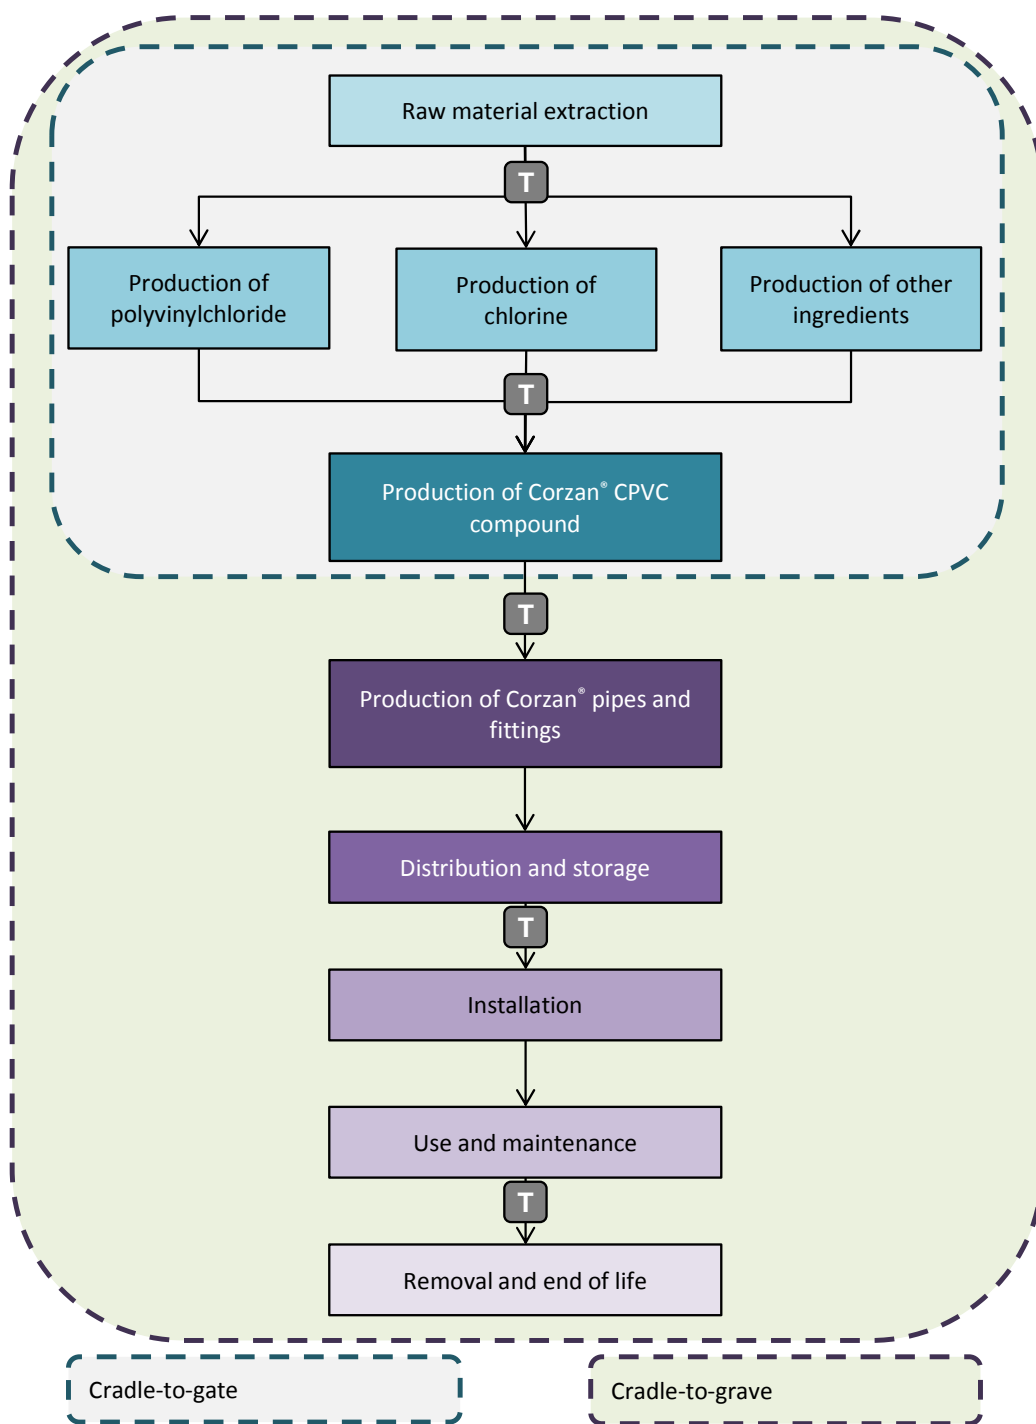 Raw material extraction
T
Production of
polyvinylchloride
Production of
chlorine
Production of other
ingredients
T
Production of Corzan® CPVC
compound
T
Production of Corzan® pipes and
fittings
Distribution and storage
T
Installation
Use and maintenance
T
Removal and end of life
Cradle-to-gate
Cradle-to-grave